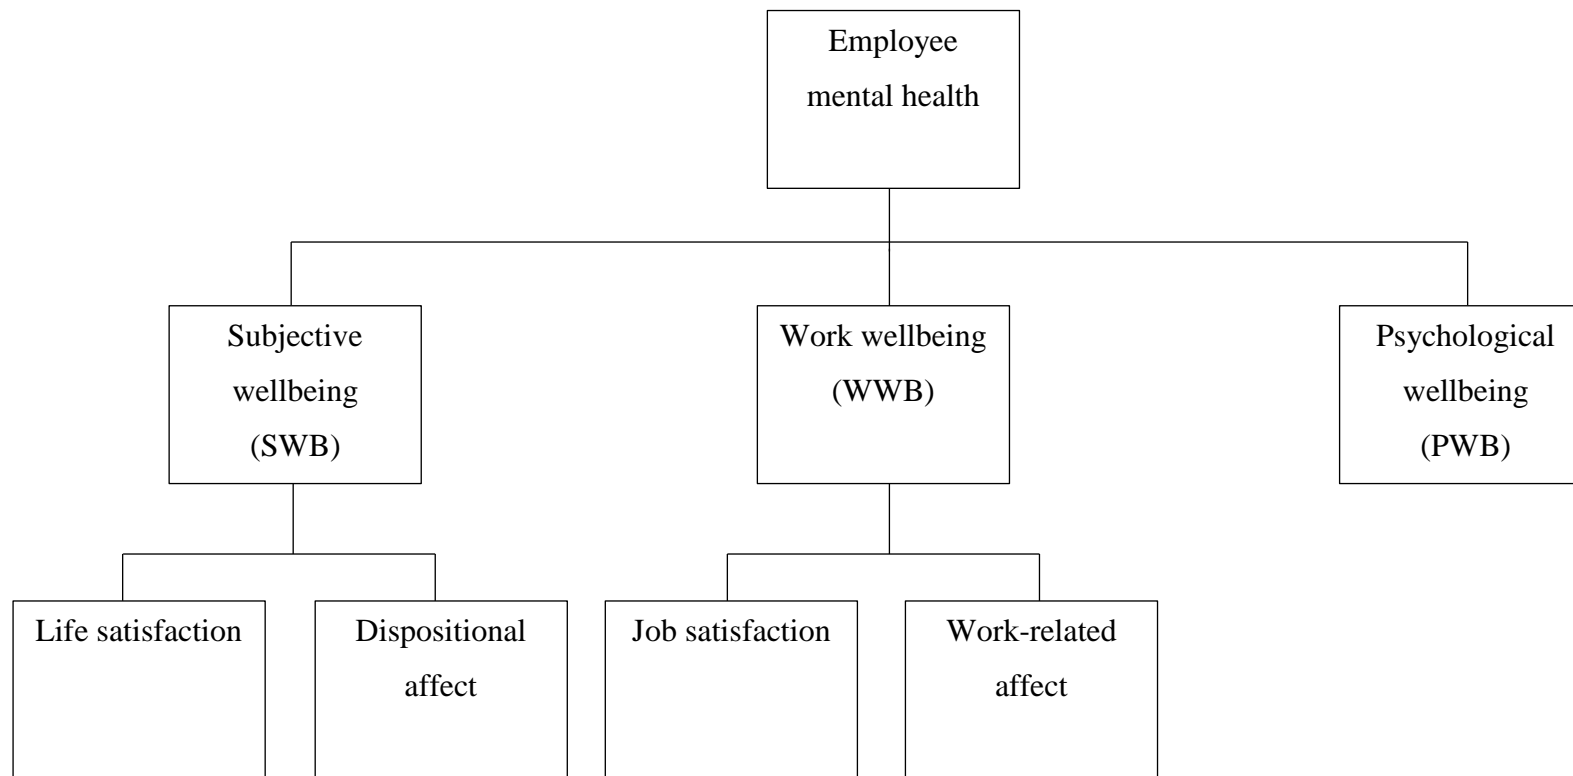 Employee
mental health
Subjective
wellbeing
(SWB)
Work wellbeing
(WWB)
Psychological
wellbeing
(PWB)
Life satisfaction
Dispositional
affect
Job satisfaction
Work-related
affect